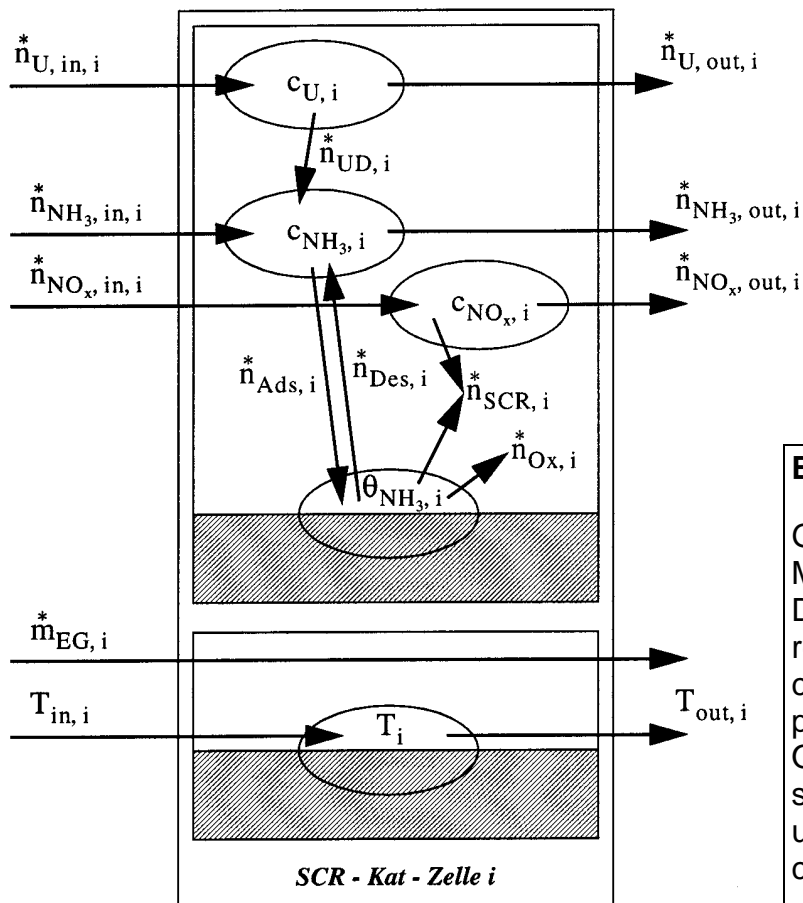 n*U, in, i
n*U, out, i
cU, i
n*UD, i
n*NH3, in, i
n*NH3, out, i
cNH3, i
n*NOx, in, i
n*NOx, out, i
cNOx, i
n*Ads, i
n*Des, i
n*SCR, i
n*Ox, i
θNH3, i
m*EG, i
Tin, i
Tout, i
Ti
SCR - Kat - Zelle i